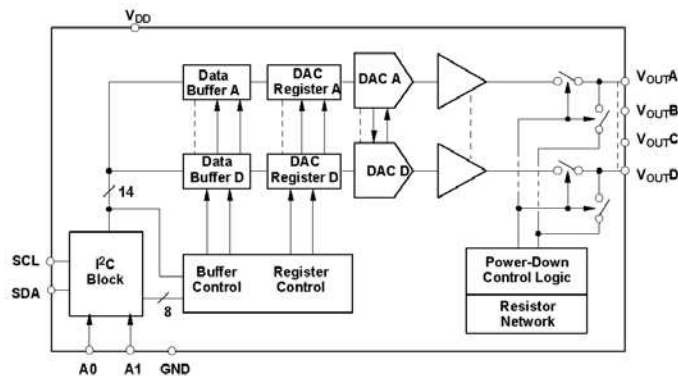 VDD
Data
Buffer A
DAC
Register A
DAC A
VOUTA
VOUTB
VOUTC
VOUTD
Data
Buffer D
DAC
Register D
DAC D
14
SCL
SDA
I²C
Block
8
Buffer
Control
Register
Control
Power-Down
Control Logic
Resistor
Network
A0
A1
GND